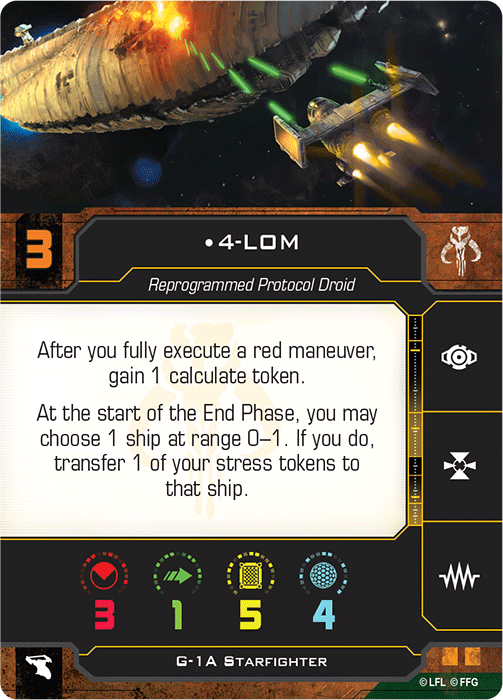 3
•4-LOM
Reprogrammed Protocol Droid
After you fully execute a red maneuver,
gain 1 calculate token.
At the start of the End Phase, you may
choose 1 ship at range 0–1. If you do,
transfer 1 of your stress tokens to
that ship.
3 1 5 4
G-1A Starfighter
©LFL ©FFG